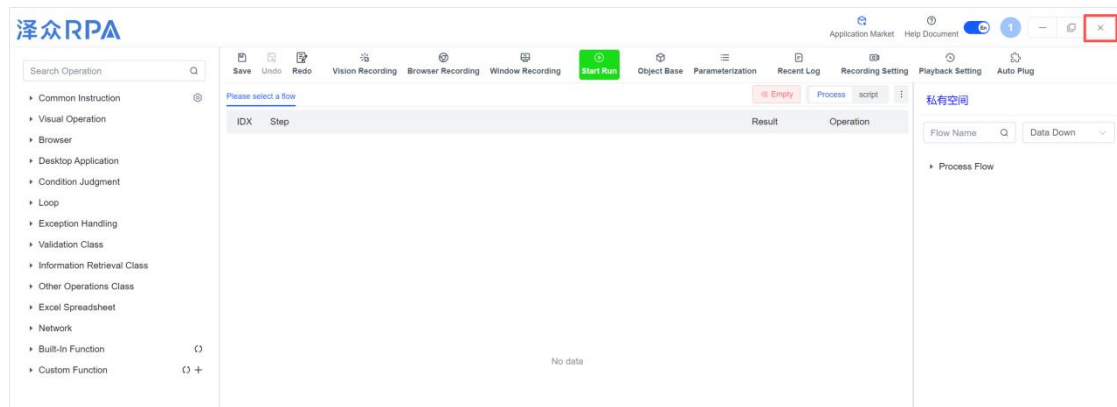 泽众RPA
Application Market Help Document En 1
Search Operation
Save Undo Redo Vision Recording Browser Recording Window Recording Start Run Object Base Parameterization Recent Log Recording Setting Playback Setting Auto Plug
Common Instruction
Visual Operation
Browser
Desktop Application
Condition Judgment
Loop
Exception Handling
Validation Class
Information Retrieval Class
Other Operations Class
Excel Spreadsheet
Network
Built-In Function
Custom Function
Please select a flow Empty Process script
IDX Step Result Operation
No data
私有空间
Flow Name Data Down
Process Flow